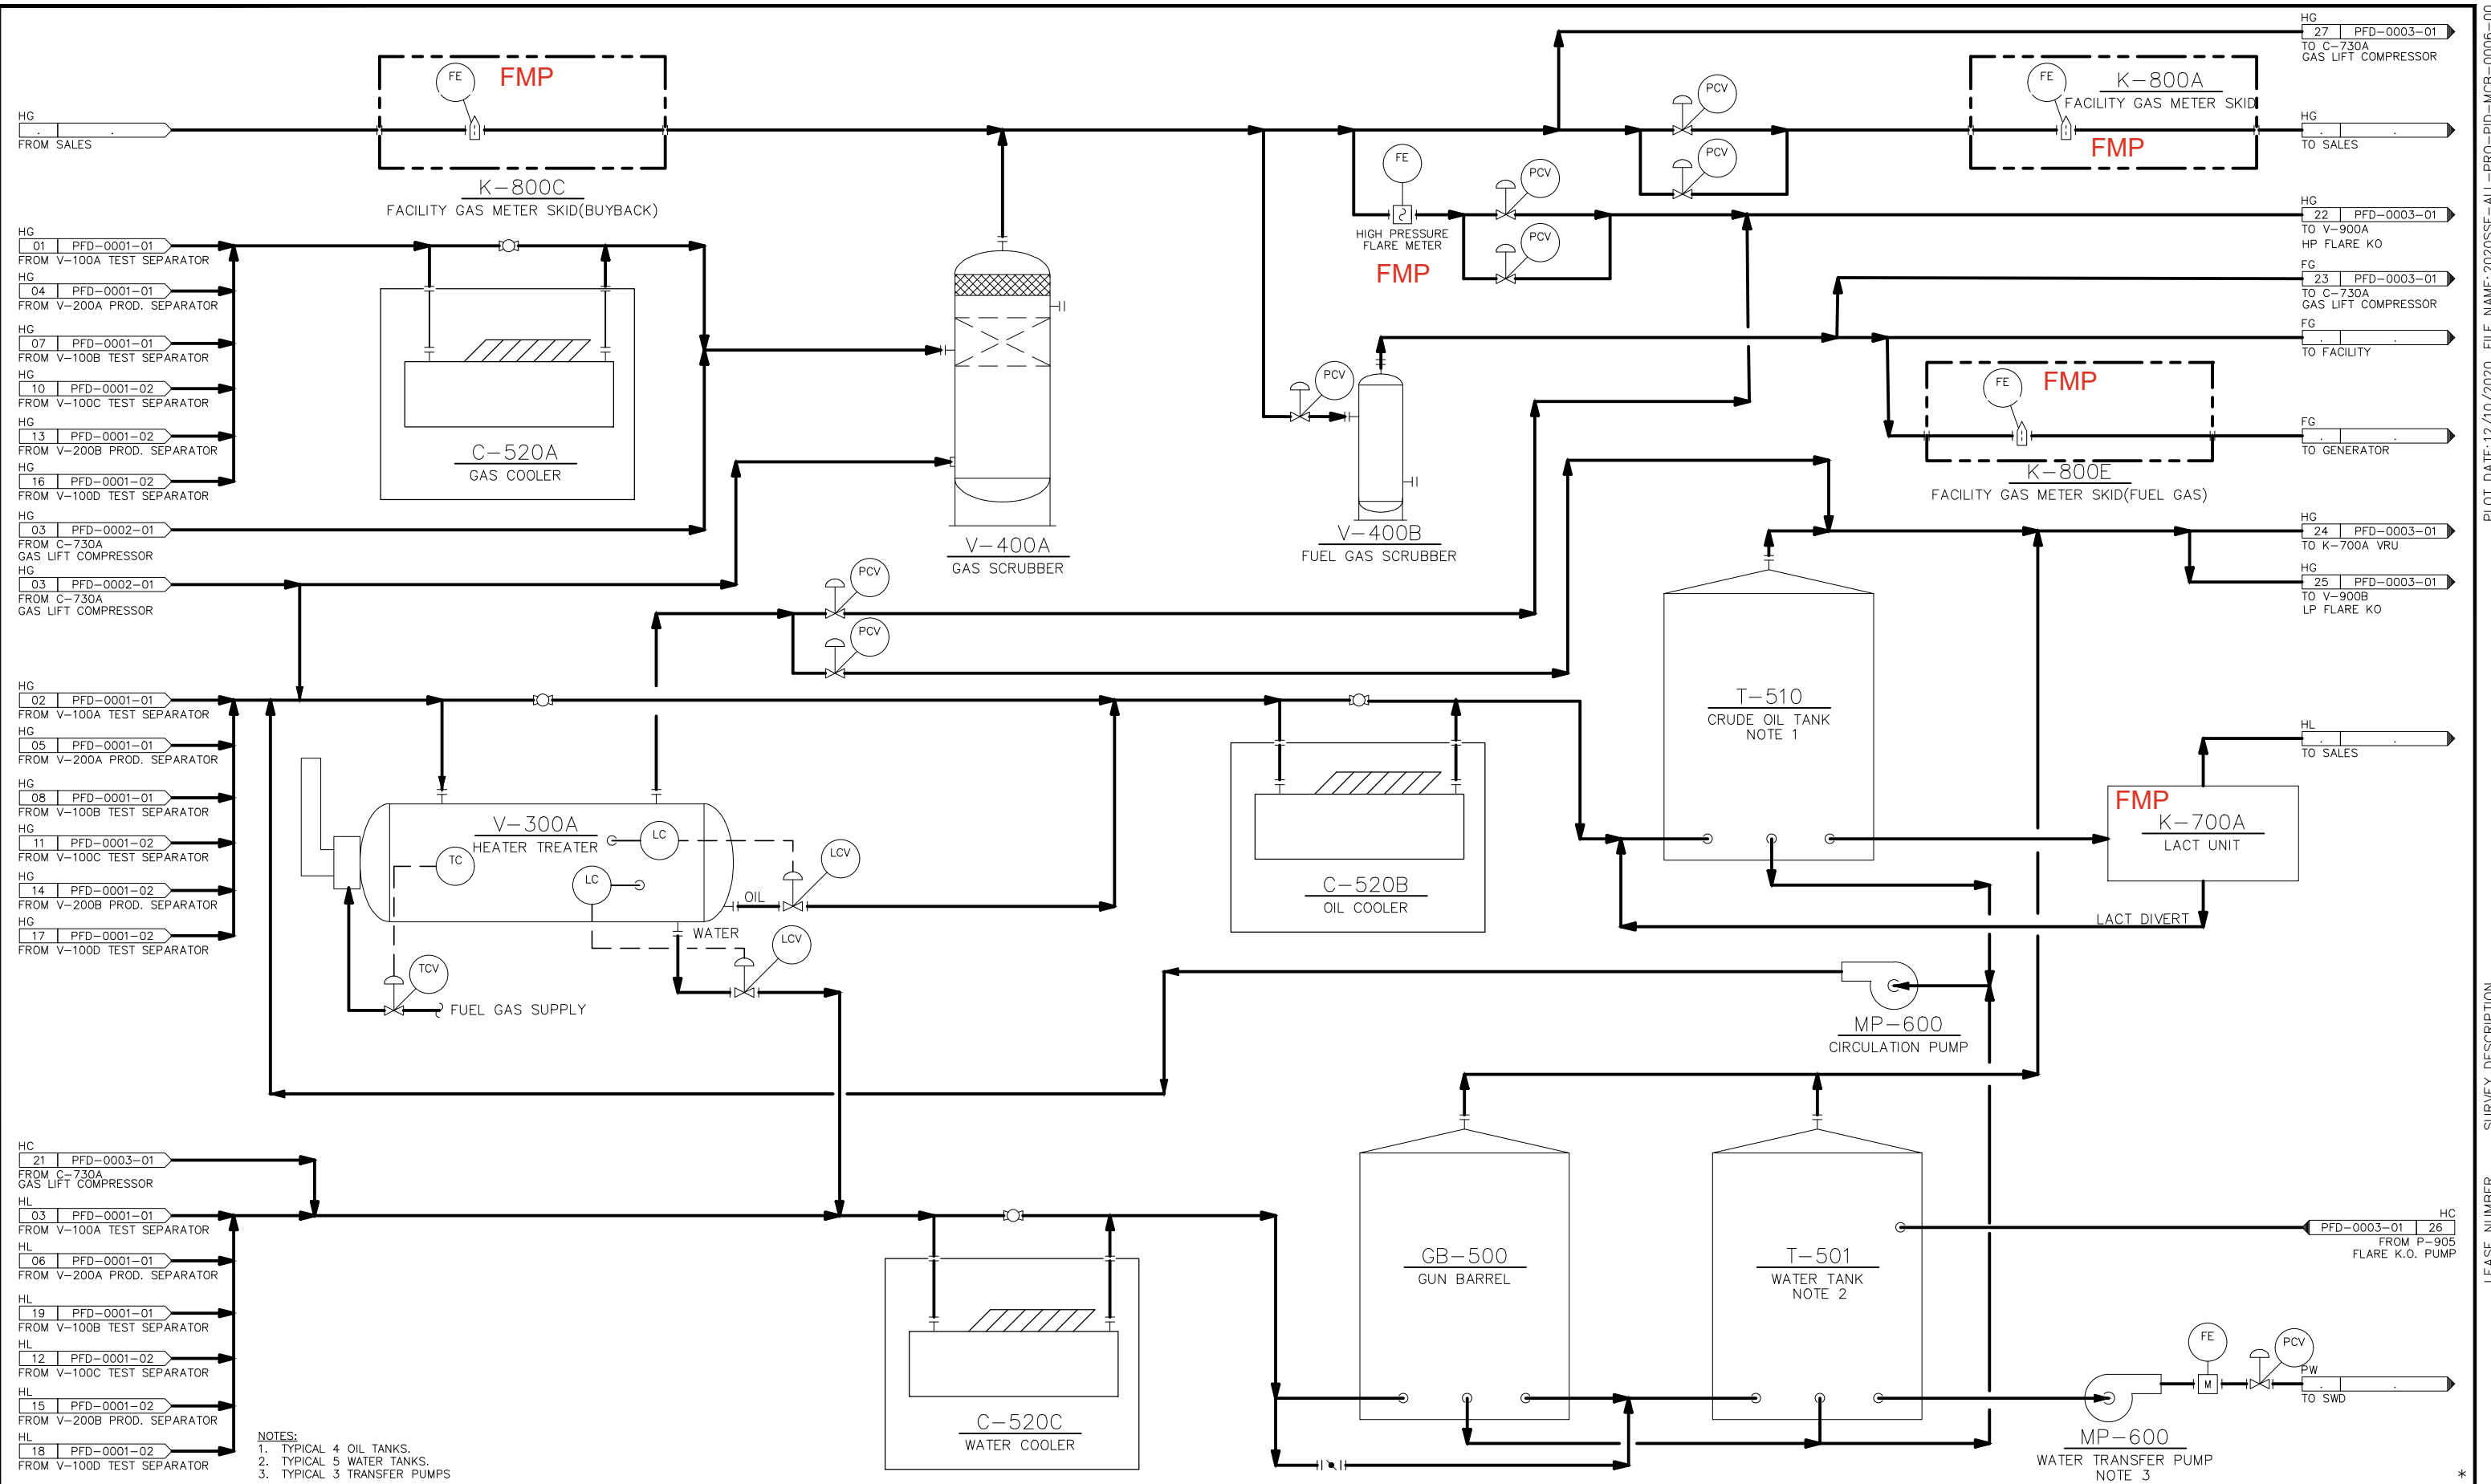 HG
27 PFD-0003-01
TO C-730A
GAS LIFT COMPRESSOR
FE
FMP
FE
K-800A
FACILITY GAS METER SKID
FMP
PCV
PCV
HG
. .
FROM SALES
HG
. .
TO SALES
K-800C
FACILITY GAS METER SKID(BUYBACK)
FE
HIGH PRESSURE
FLARE METER
FMP
PCV
PCV
HG
22 PFD-0003-01
TO V-900A
HP FLARE KO
FG
23 PFD-0003-01
TO C-730A
GAS LIFT COMPRESSOR
FG
. .
TO FACILITY
FE
FMP
FG
. .
TO GENERATOR
K-800E
FACILITY GAS METER SKID(FUEL GAS)
HG
01 PFD-0001-01
FROM V-100A TEST SEPARATOR
HG
04 PFD-0001-01
FROM V-200A PROD. SEPARATOR
HG
07 PFD-0001-01
FROM V-100B TEST SEPARATOR
HG
10 PFD-0001-02
FROM V-100C TEST SEPARATOR
HG
13 PFD-0001-02
FROM V-200B PROD. SEPARATOR
HG
16 PFD-0001-02
FROM V-100D TEST SEPARATOR
HG
03 PFD-0002-01
FROM C-730A
GAS LIFT COMPRESSOR
HG
03 PFD-0002-01
FROM C-730A
GAS LIFT COMPRESSOR
C-520A
GAS COOLER
V-400A
GAS SCRUBBER
PCV
V-400B
FUEL GAS SCRUBBER
PCV
PCV
HG
24 PFD-0003-01
TO K-700A VRU
HG
25 PFD-0003-01
TO V-900B
LP FLARE KO
HG
02 PFD-0001-01
FROM V-100A TEST SEPARATOR
HG
05 PFD-0001-01
FROM V-200A PROD. SEPARATOR
HG
08 PFD-0001-01
FROM V-100B TEST SEPARATOR
HG
11 PFD-0001-02
FROM V-100C TEST SEPARATOR
HG
14 PFD-0001-02
FROM V-200B PROD. SEPARATOR
HG
17 PFD-0001-02
FROM V-100D TEST SEPARATOR
V-300A
HEATER TREATER
LC
TC
LC
LCV
OIL
WATER
LCV
TCV
FUEL GAS SUPPLY
C-520B
OIL COOLER
T-510
CRUDE OIL TANK
NOTE 1
HL
. .
TO SALES
FMP
K-700A
LACT UNIT
LACT DIVERT
MP-600
CIRCULATION PUMP
HC
21 PFD-0003-01
FROM C-730A
GAS LIFT COMPRESSOR
HL
03 PFD-0001-01
FROM V-100A TEST SEPARATOR
HL
06 PFD-0001-01
FROM V-200A PROD. SEPARATOR
HL
19 PFD-0001-01
FROM V-100B TEST SEPARATOR
HL
12 PFD-0001-02
FROM V-100C TEST SEPARATOR
HL
15 PFD-0001-02
FROM V-200B PROD. SEPARATOR
HL
18 PFD-0001-02
FROM V-100D TEST SEPARATOR
C-520C
WATER COOLER
GB-500
GUN BARREL
T-501
WATER TANK
NOTE 2
HC
PFD-0003-01 26
FROM P-905
FLARE K.O. PUMP
FE
PCV
M
PW
. .
TO SWD
MP-600
WATER TRANSFER PUMP
NOTE 3
NOTES:
1. TYPICAL 4 OIL TANKS.
2. TYPICAL 5 WATER TANKS.
3. TYPICAL 3 TRANSFER PUMPS
*
PLOT DATE:12/10/2020 FILE NAME:2020SSE-ALL-PRO-PID-MCB-0006-00
LEASE NUMBER SURVEY DESCRIPTION